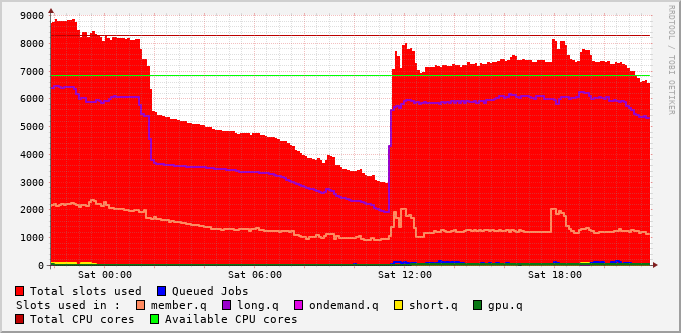 9000
8000
7000
6000
5000
4000
3000
2000
1000
0
Sat 00:00 Sat 06:00 Sat 12:00 Sat 18:00
RRDTOOL / TOBI OETIKER
Total slots used Queued Jobs
Slots used in : member.q long.q ondemand.q short.q gpu.q
Total CPU cores Available CPU cores